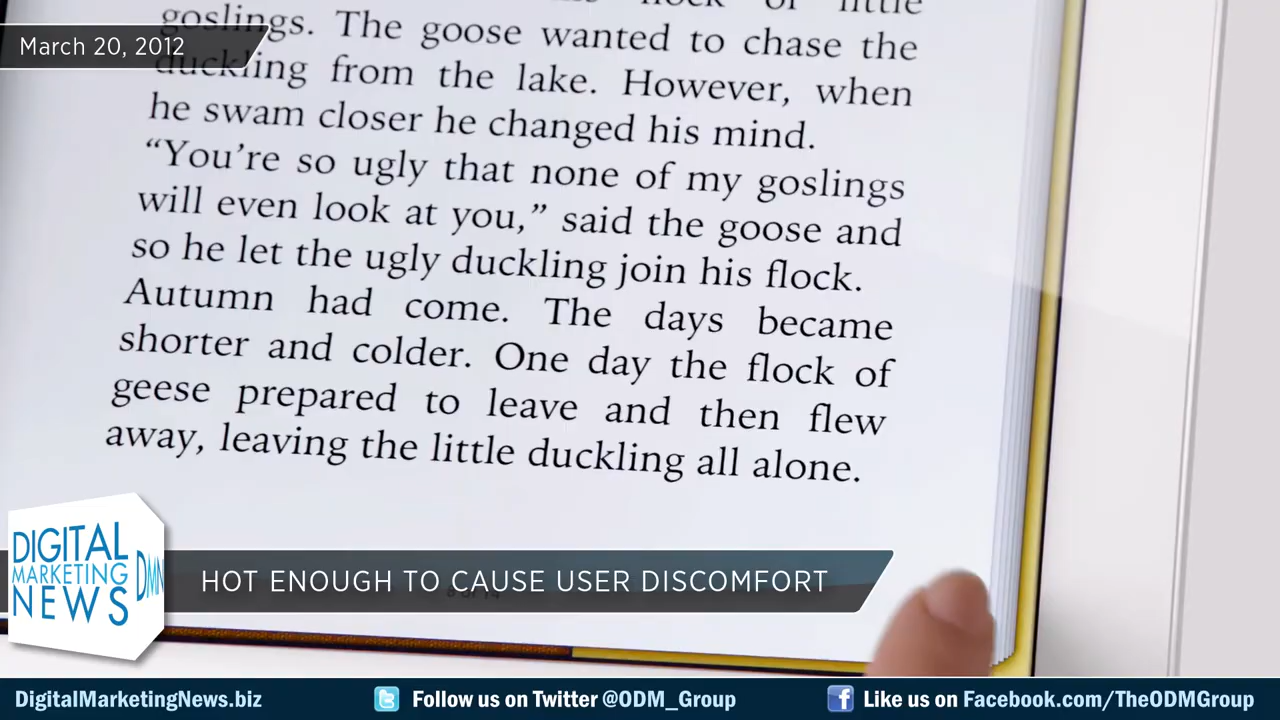 flock of little
goslings. The goose wanted to chase the
March 20, 2012
duckling from the lake. However, when
he swam closer he changed his mind.
“You’re so ugly that none of my goslings
will even look at you,” said the goose and
so he let the ugly duckling join his flock.
Autumn had come. The days became
shorter and colder. One day the flock of
geese prepared to leave and then flew
away, leaving the little duckling all alone.
DIGITAL
MARKETING
NEWS
DMN
HOT ENOUGH TO CAUSE USER DISCOMFORT
DigitalMarketingNews.biz
Follow us on Twitter @ODM_Group
Like us on Facebook.com/TheODMGroup